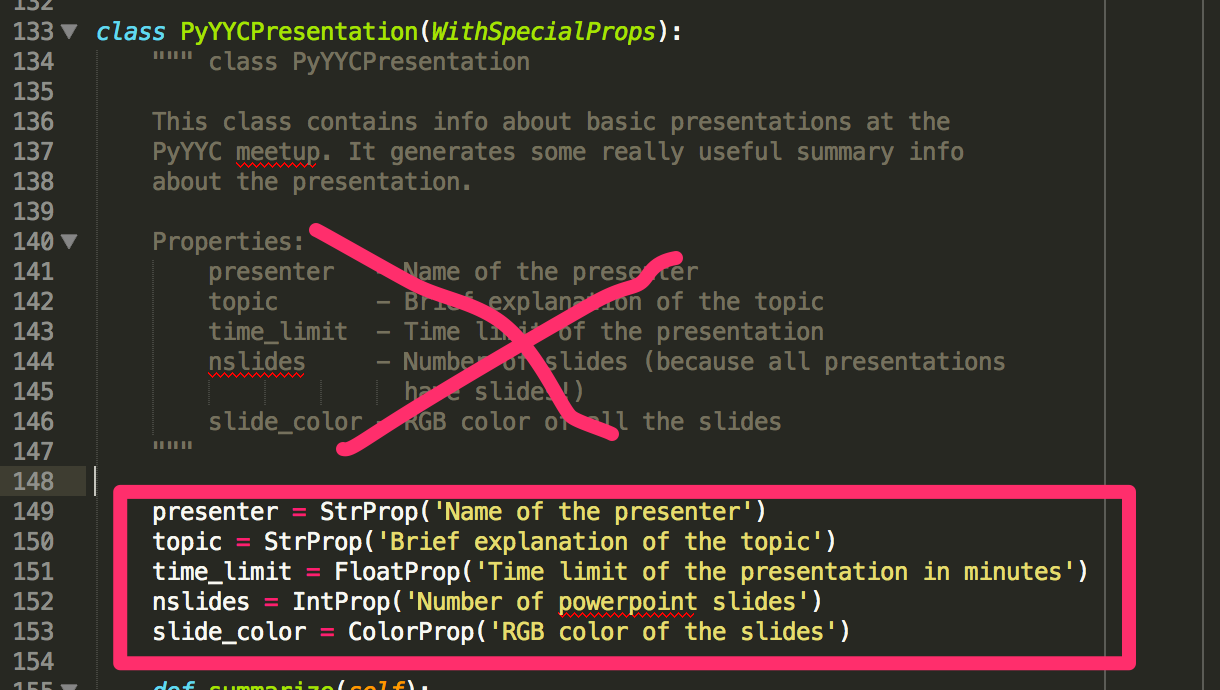 132
133 class PyYYCPresentation(WithSpecialProps):
134 """ class PyYYCPresentation
135
136 This class contains info about basic presentations at the
137 PyYYC meetup. It generates some really useful summary info
138 about the presentation.
139
140 Properties:
141 presenter - Name of the presenter
142 topic - Brief explanation of the topic
143 time_limit - Time limit of the presentation
144 nslides - Number of slides (because all presentations
145 have slides!)
146 slide_color - RGB color of all the slides
147 """
148
149 presenter = StrProp('Name of the presenter')
150 topic = StrProp('Brief explanation of the topic')
151 time_limit = FloatProp('Time limit of the presentation in minutes')
152 nslides = IntProp('Number of powerpoint slides')
153 slide_color = ColorProp('RGB color of the slides')
154
155 def summarize(self):